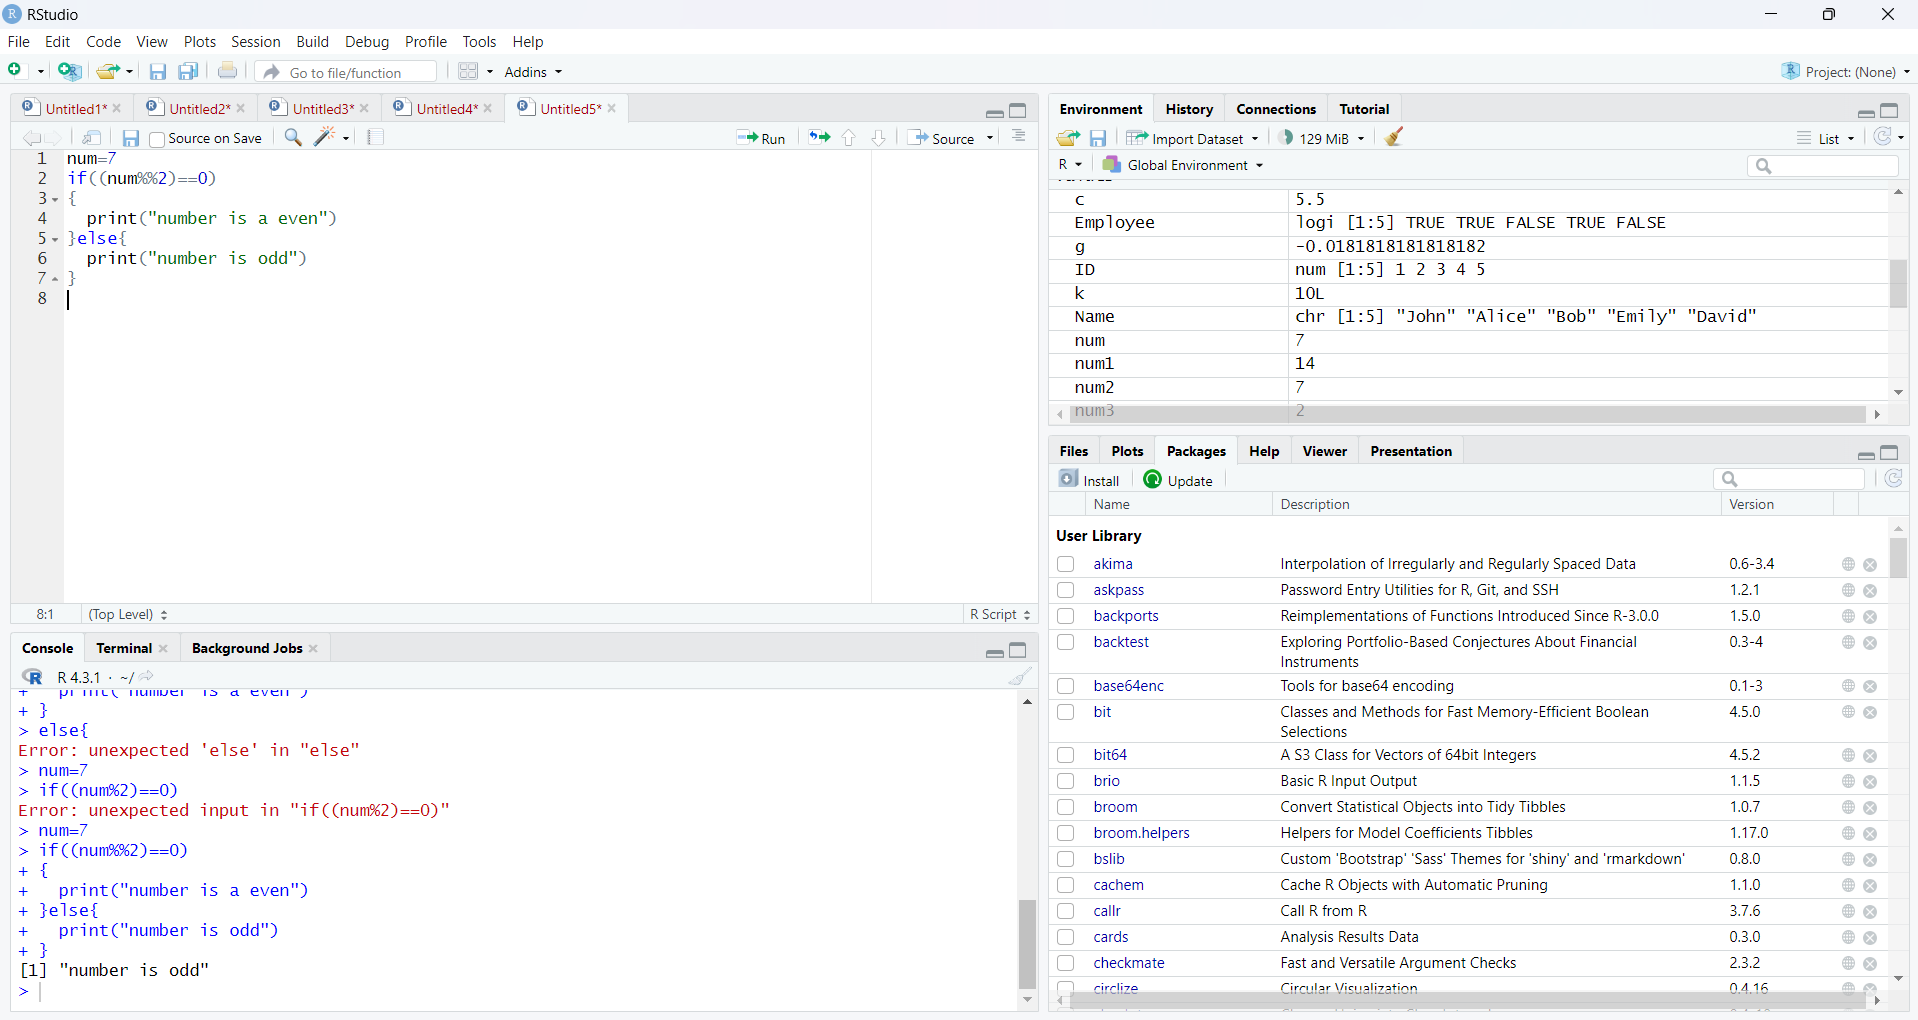 RStudio
File Edit Code View Plots Session Build Debug Profile Tools Help
Go to file/function Addins Project: (None)
Untitled1* Untitled2* Untitled3* Untitled4* Untitled5*
Source on Save Run Source
1 num=7
2 if((num%%2)==0)
3 {
4 print("number is a even")
5 }else{
6 print("number is odd")
7 }
8
8:1 (Top Level) R Script
Console Terminal Background Jobs
R 4.3.1 · ~/
+ print("number is a even")
+ }
> else{
Error: unexpected 'else' in "else"
> num=7
> if((num%2)==0)
Error: unexpected input in "if((num%2)==0)"
> num=7
> if((num%%2)==0)
+ {
+ print("number is a even")
+ }else{
+ print("number is odd")
+ }
[1] "number is odd"
>
Environment History Connections Tutorial
Import Dataset 129 MiB List
R Global Environment
c 5.5
Employee logi [1:5] TRUE TRUE FALSE TRUE FALSE
g -0.0181818181818182
ID num [1:5] 1 2 3 4 5
k 10L
Name chr [1:5] "John" "Alice" "Bob" "Emily" "David"
num 7
num1 14
num2 7
num3 2
Files Plots Packages Help Viewer Presentation
Install Update
Name Description Version
User Library
akima Interpolation of Irregularly and Regularly Spaced Data 0.6-3.4
askpass Password Entry Utilities for R, Git, and SSH 1.2.1
backports Reimplementations of Functions Introduced Since R-3.0.0 1.5.0
backtest Exploring Portfolio-Based Conjectures About Financial 0.3-4
Instruments
base64enc Tools for base64 encoding 0.1-3
bit Classes and Methods for Fast Memory-Efficient Boolean 4.5.0
Selections
bit64 A S3 Class for Vectors of 64bit Integers 4.5.2
brio Basic R Input Output 1.1.5
broom Convert Statistical Objects into Tidy Tibbles 1.0.7
broom.helpers Helpers for Model Coefficients Tibbles 1.17.0
bslib Custom 'Bootstrap' 'Sass' Themes for 'shiny' and 'rmarkdown' 0.8.0
cachem Cache R Objects with Automatic Pruning 1.1.0
callr Call R from R 3.7.6
cards Analysis Results Data 0.3.0
checkmate Fast and Versatile Argument Checks 2.3.2
circlize Circular Visualization 0.4.16